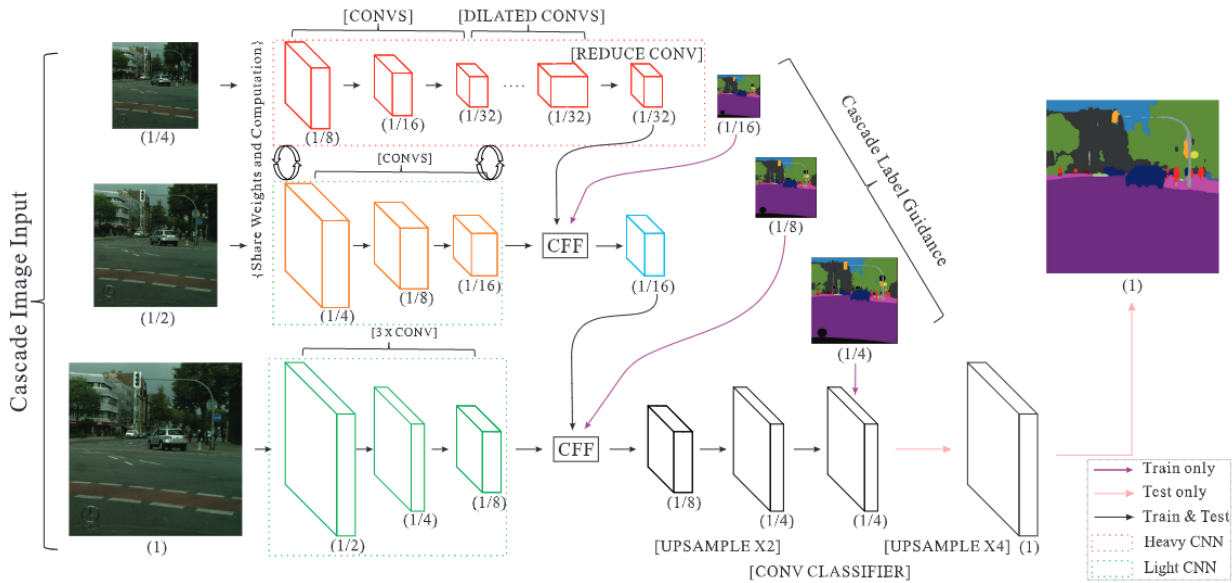 [CONVS]
[DILATED CONVS]
[REDUCE CONV]
(1/4)
(1/8)
(1/16)
(1/32)
....
(1/32)
(1/32)
(1/16)
{Share Weights and Computation}
Cascade Label Guidance
Cascade Image Input
[CONVS]
(1/2)
(1/4)
(1/8)
(1/16)
CFF
(1/16)
(1/8)
(1/4)
(1)
[3 X CONV]
(1)
(1/2)
(1/4)
(1/8)
CFF
(1/8)
(1/4)
(1/4)
(1)
[UPSAMPLE X2]
[UPSAMPLE X4]
[CONV CLASSIFIER]
Train only
Test only
Train & Test
Heavy CNN
Light CNN